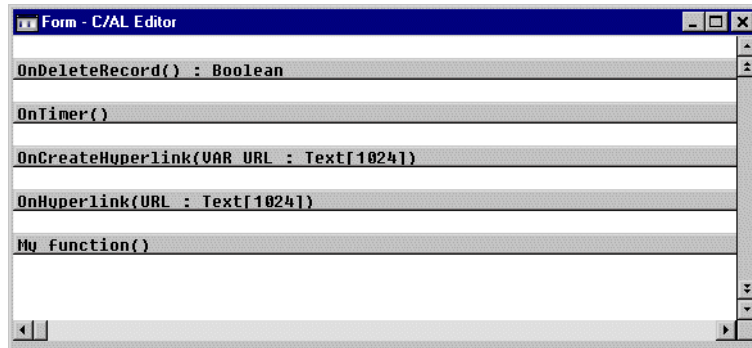 Form - C/AL Editor
OnDeleteRecord() : Boolean
OnTimer()
OnCreateHyperlink(VAR URL : Text[1024])
OnHyperlink(URL : Text[1024])
My function()